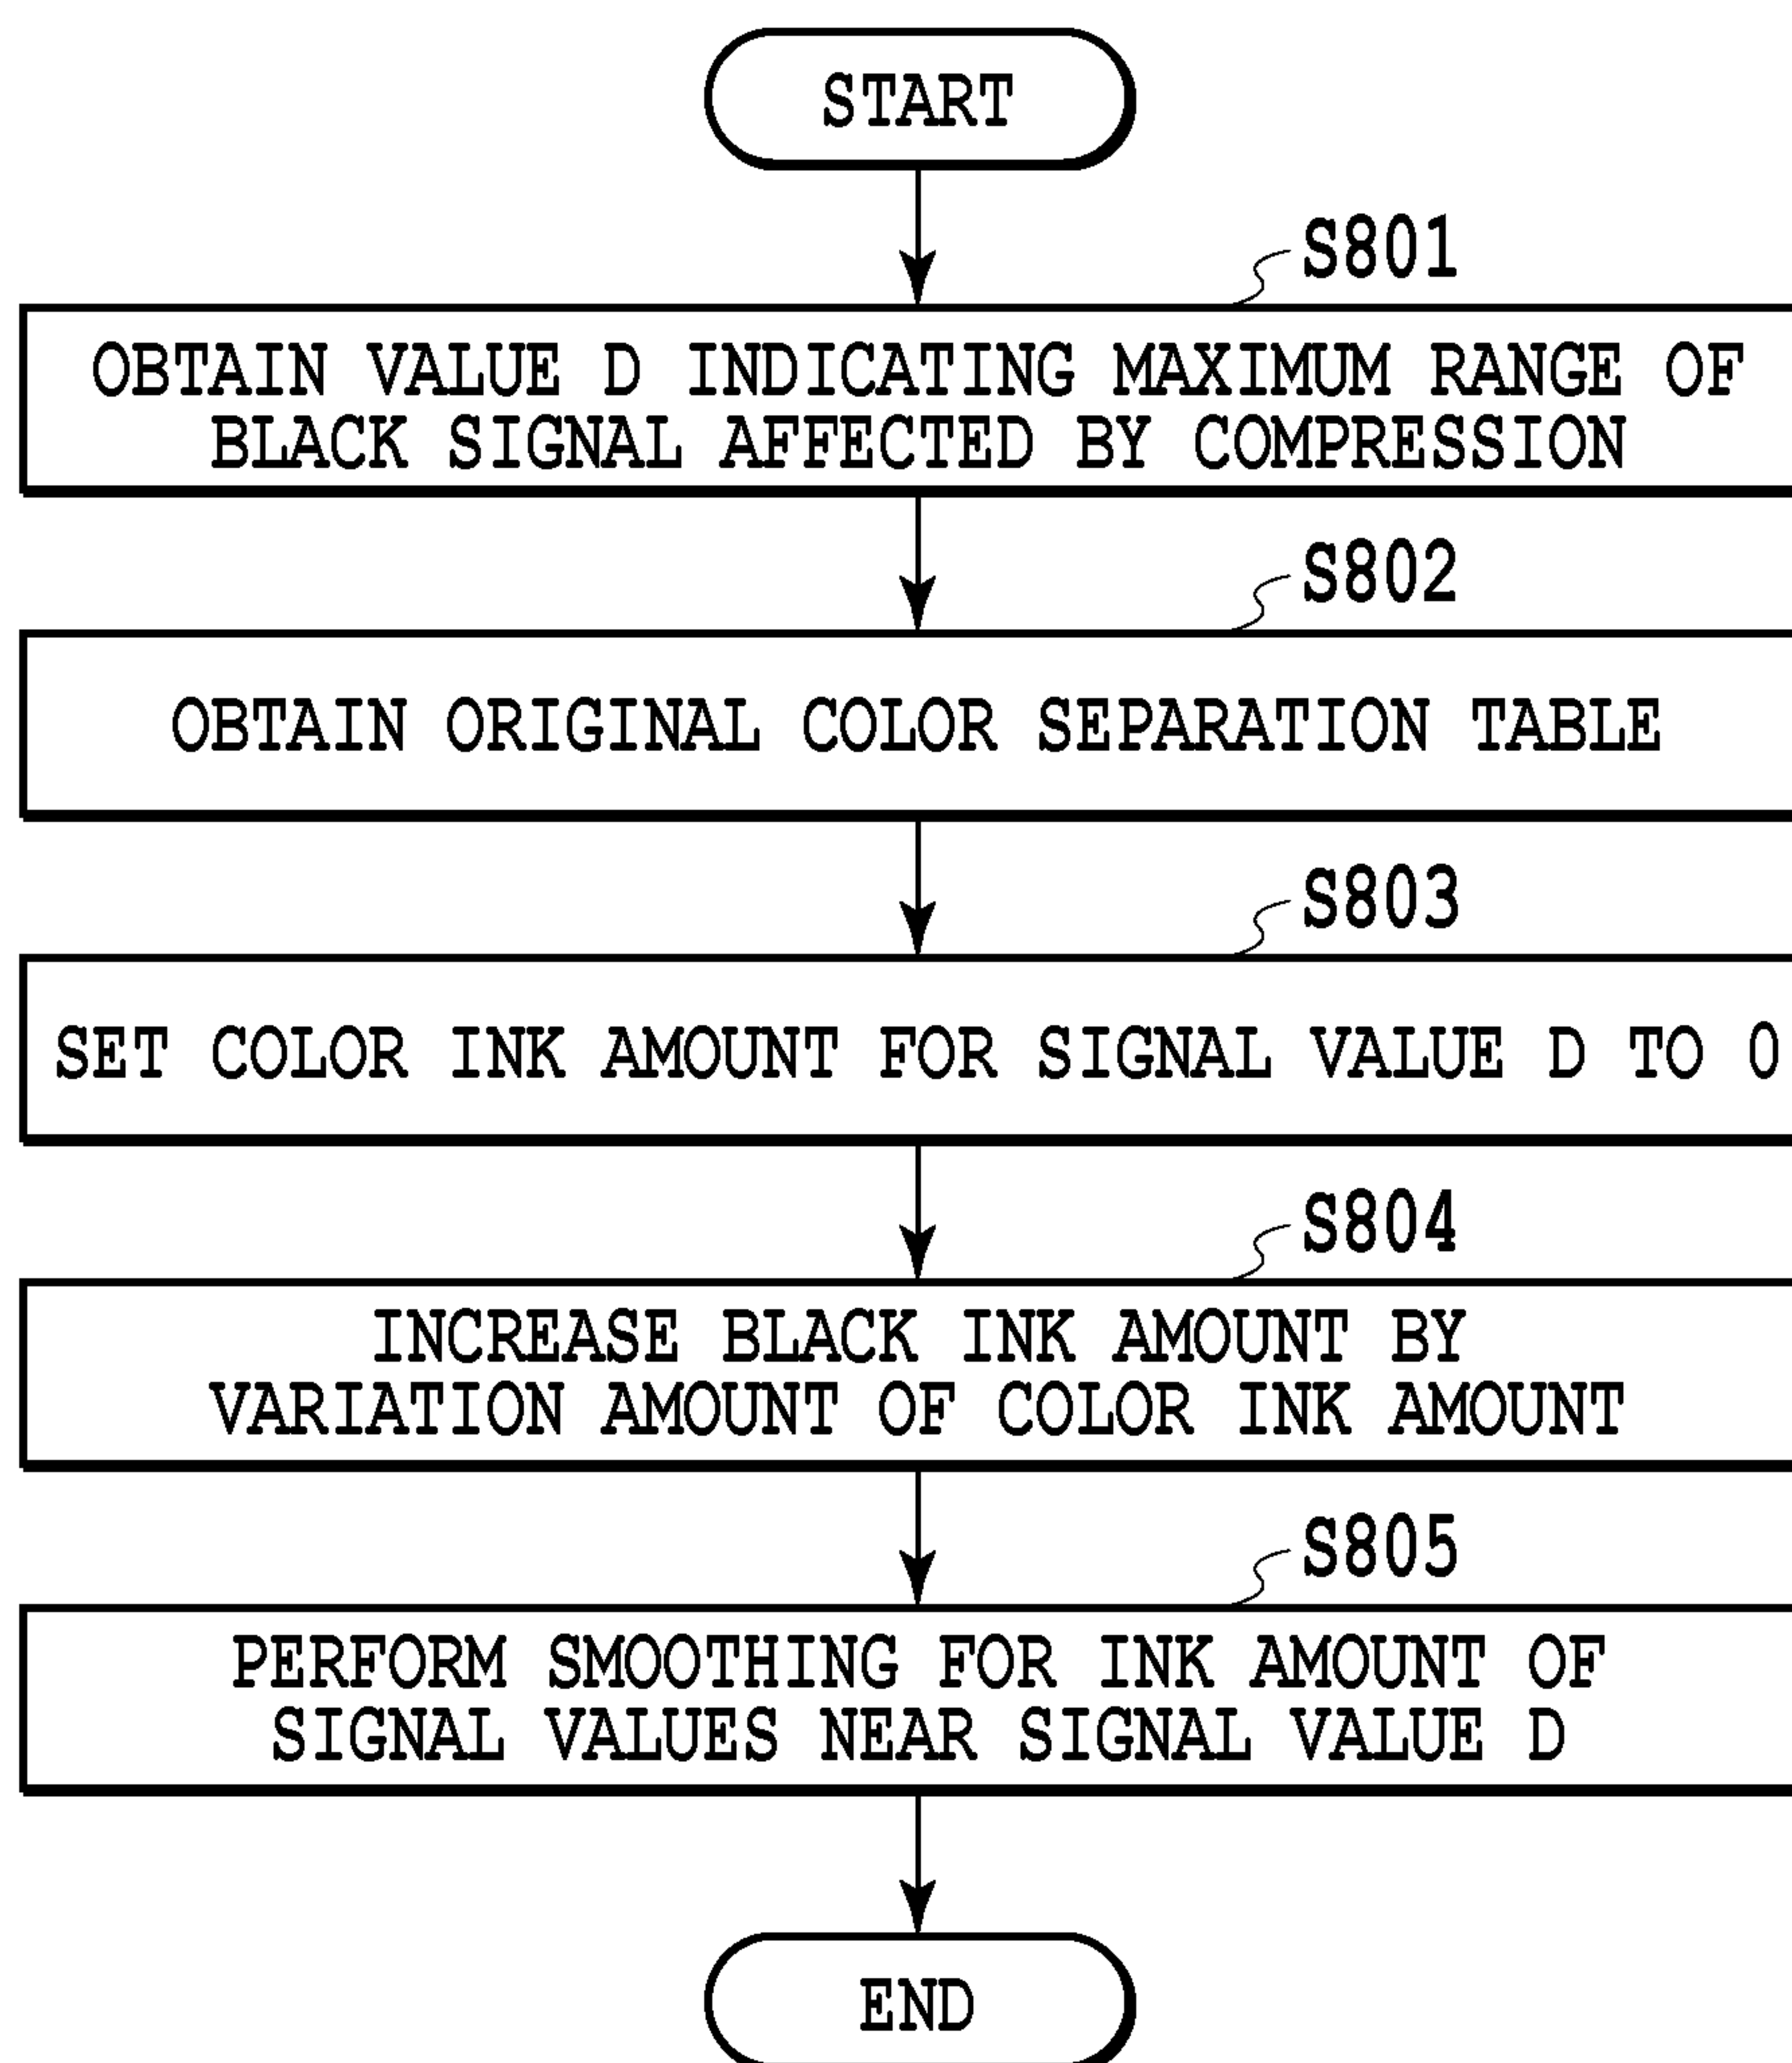 START
S801
OBTAIN VALUE D INDICATING MAXIMUM RANGE OF
BLACK SIGNAL AFFECTED BY COMPRESSION
S802
OBTAIN ORIGINAL COLOR SEPARATION TABLE
S803
SET COLOR INK AMOUNT FOR SIGNAL VALUE D TO 0
S804
INCREASE BLACK INK AMOUNT BY
VARIATION AMOUNT OF COLOR INK AMOUNT
S805
PERFORM SMOOTHING FOR INK AMOUNT OF
SIGNAL VALUES NEAR SIGNAL VALUE D
END